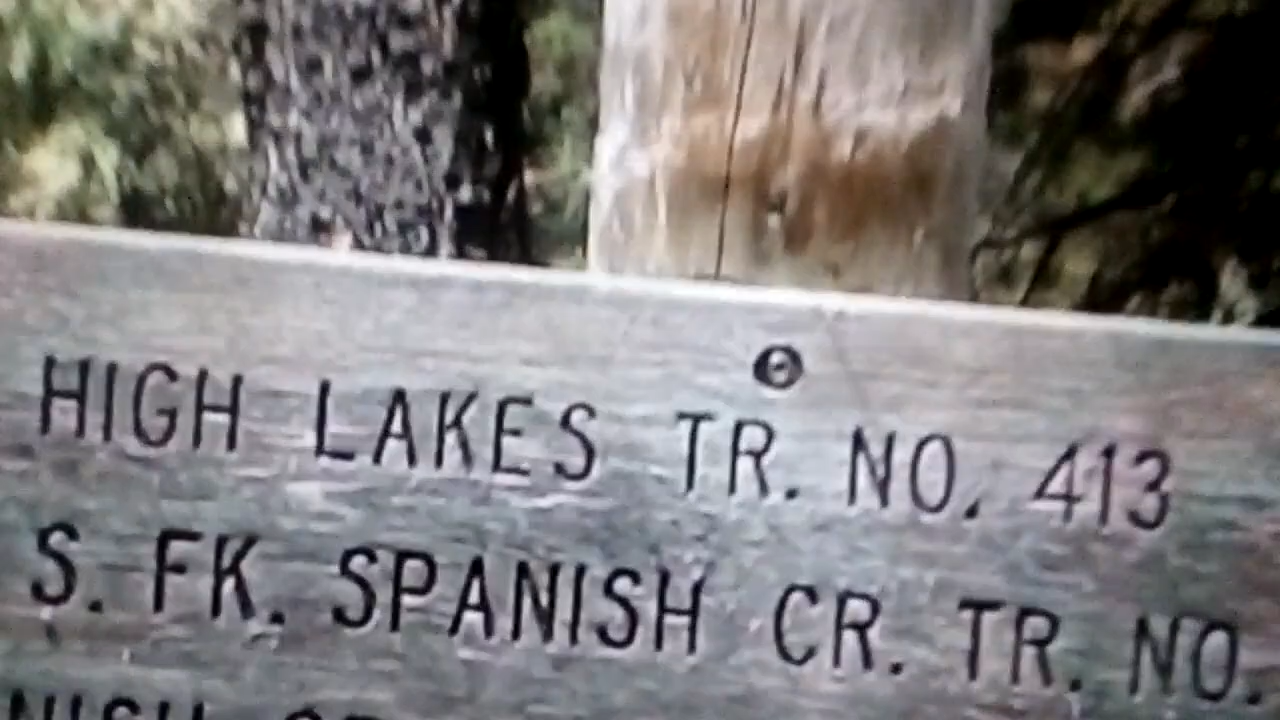 HIGH LAKES TR. NO. 413
S. FK. SPANISH CR. TR. NO.